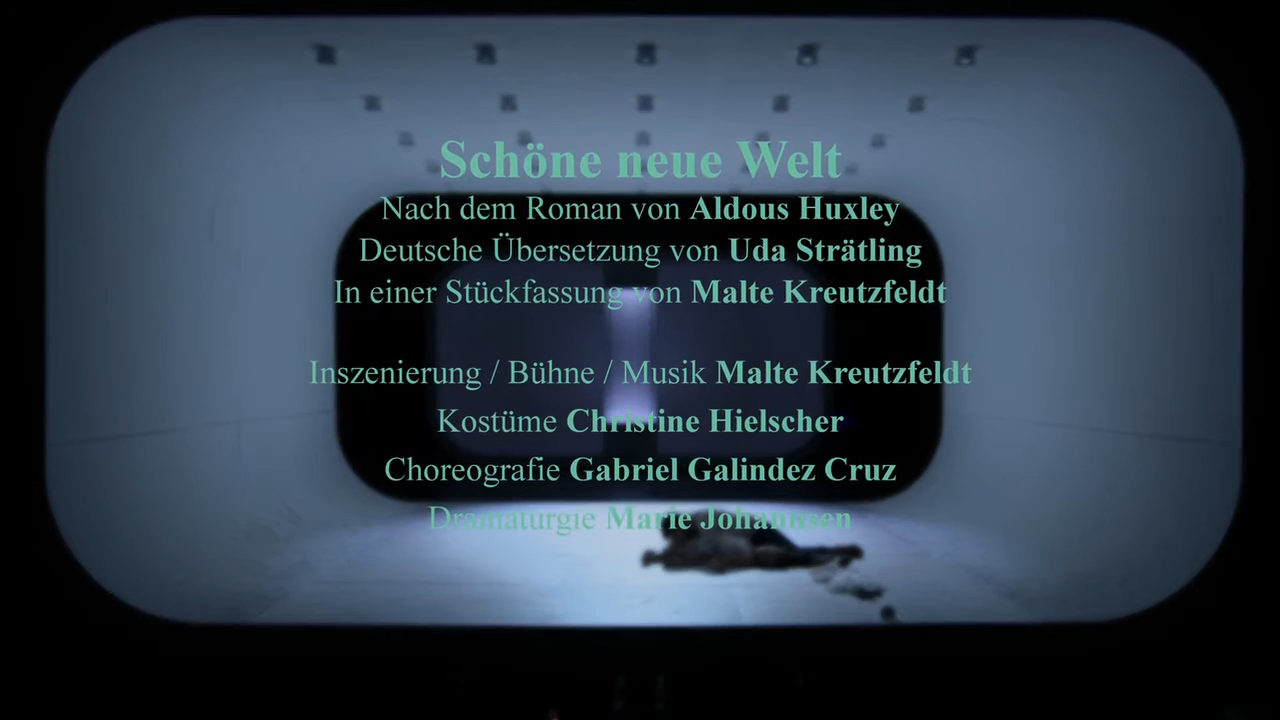 Schöne neue Welt
Nach dem Roman von Aldous Huxley
Deutsche Übersetzung von Uda Strätling
In einer Stückfassung von Malte Kreutzfeldt
Inszenierung / Bühne / Musik Malte Kreutzfeldt
Kostüme Christine Hielscher
Choreografie Gabriel Galindez Cruz
Dramaturgie Marie Johannsen